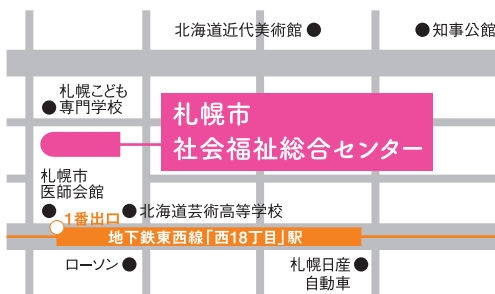 北海道近代美術館
知事公館
札幌こども
専門学校
札幌市
社会福祉総合センター
札幌市
医師会館
1番出口
北海道芸術高等学校
地下鉄東西線「西18丁目」駅
ローソン
札幌日産
自動車